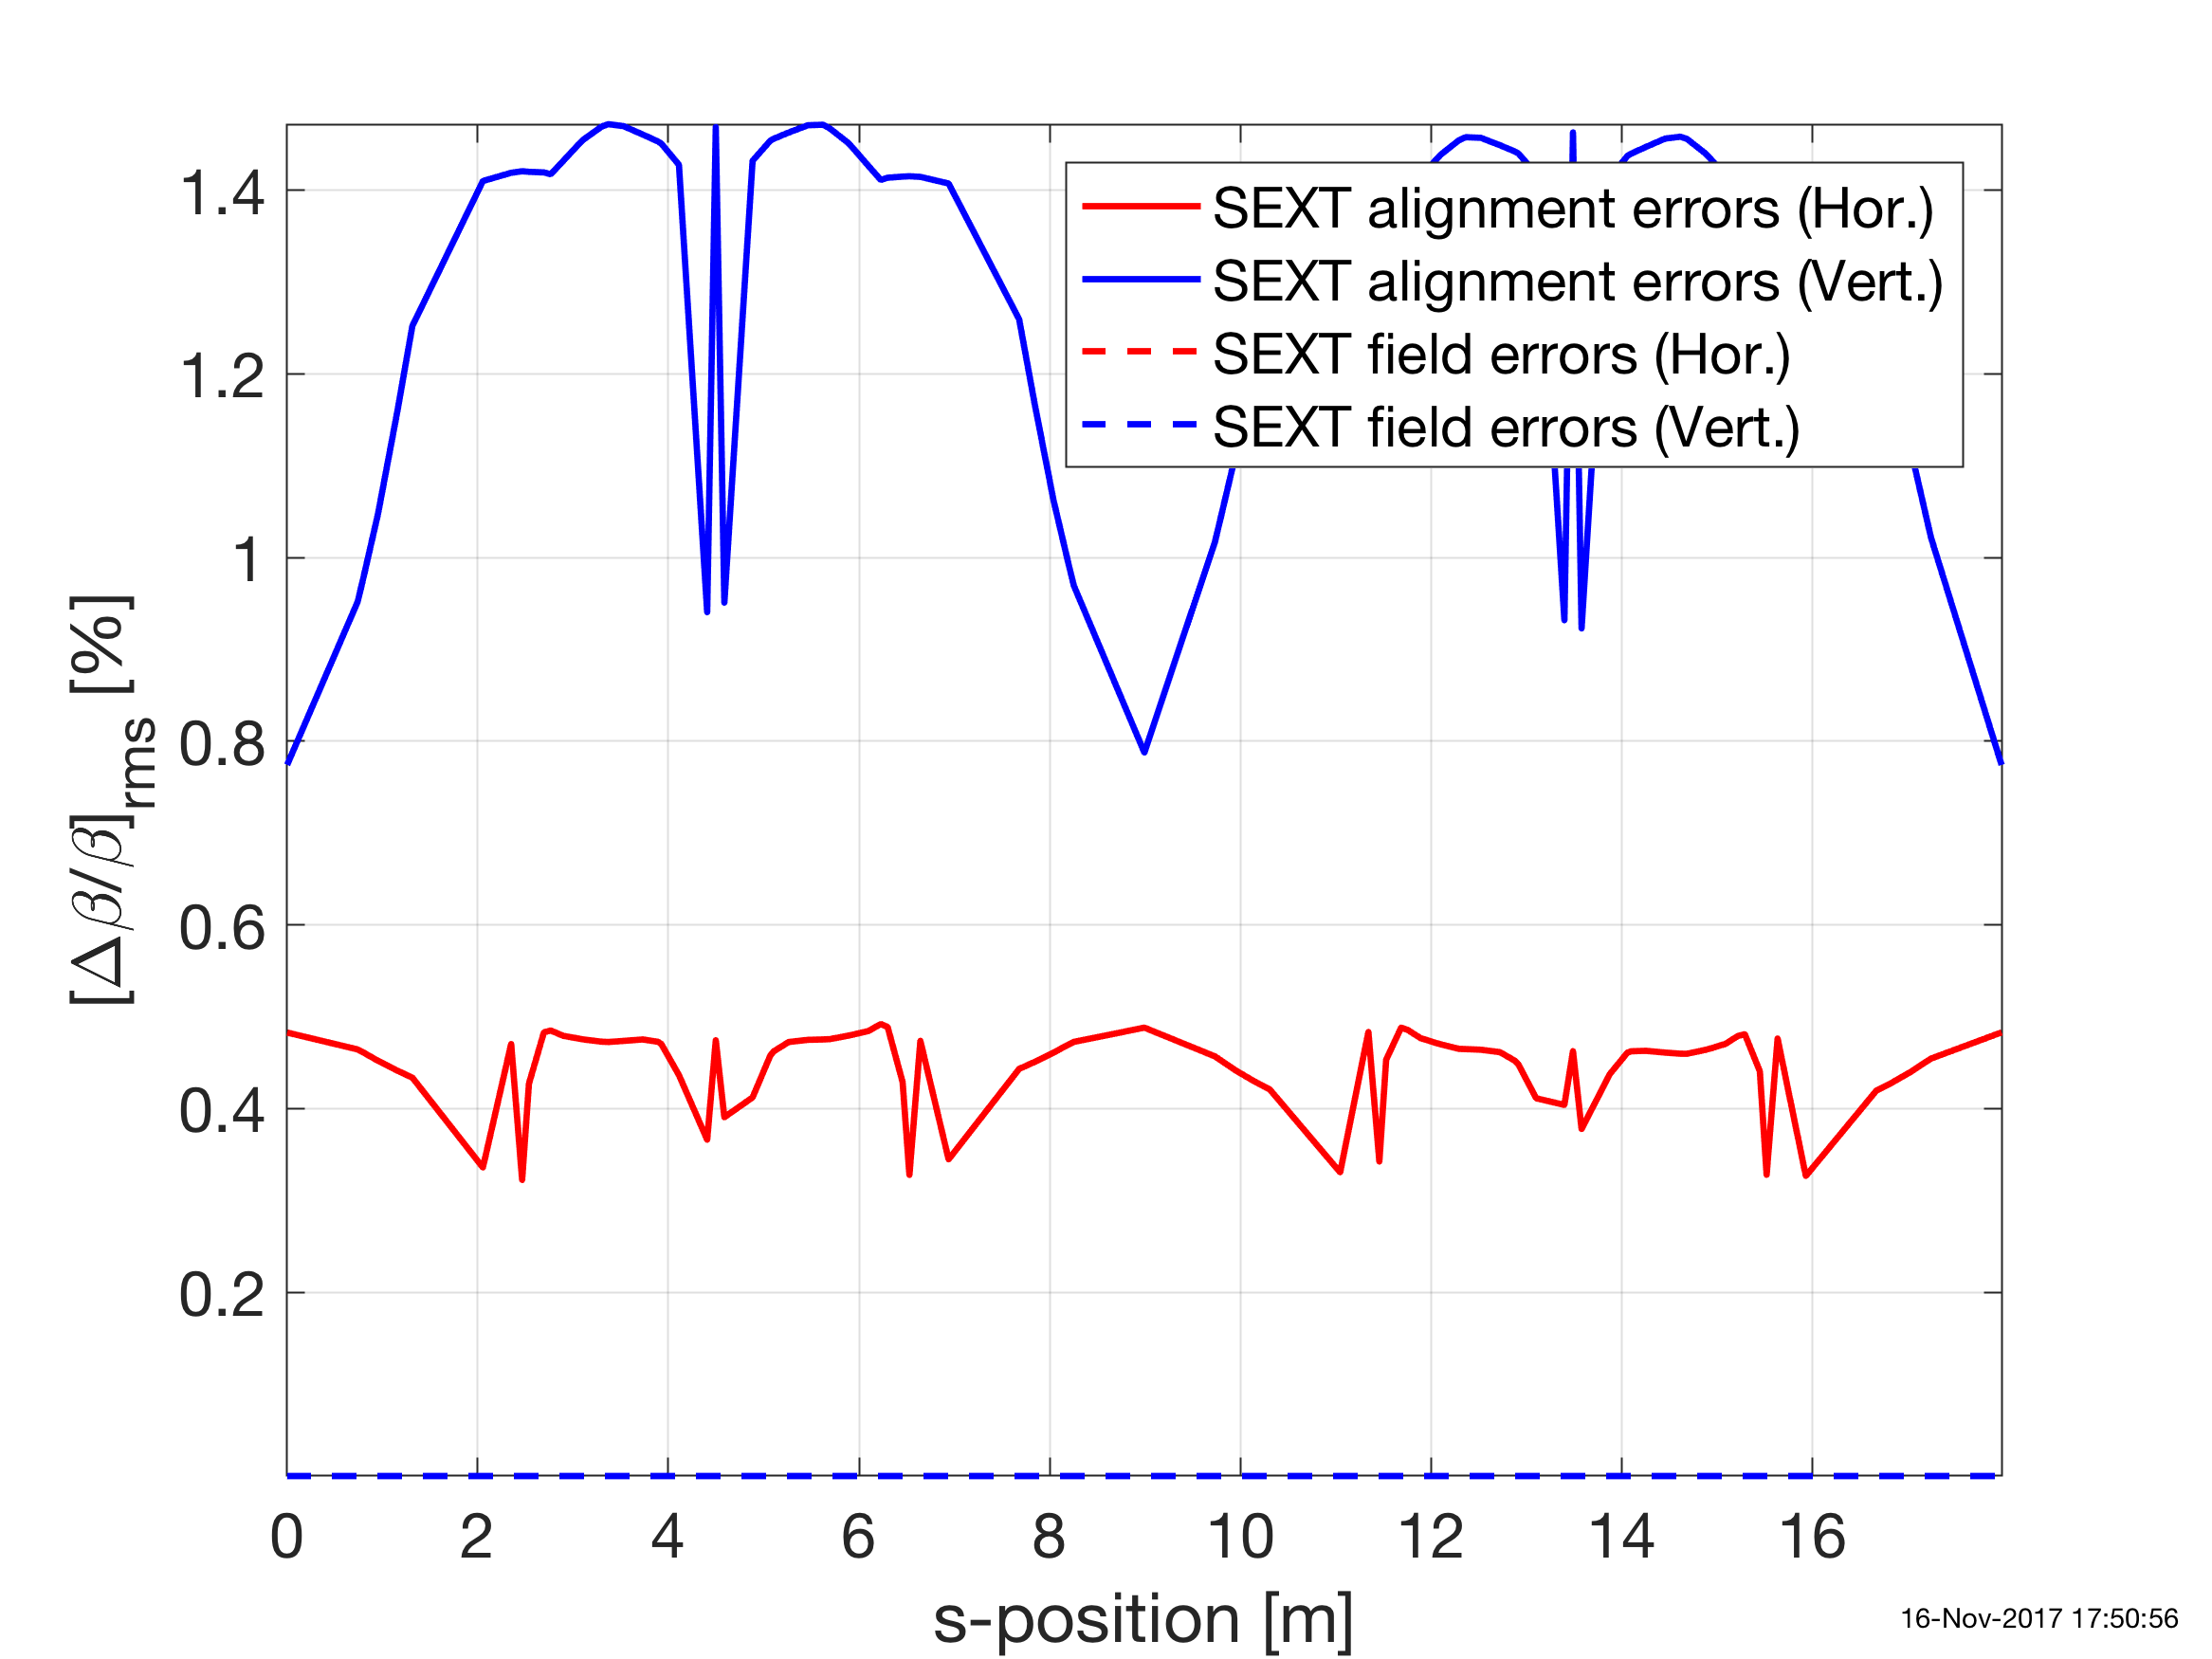 [Δβ/β]rms [%]
1.4
1.2
1
0.8
0.6
0.4
0.2
SEXT alignment errors (Hor.)
SEXT alignment errors (Vert.)
SEXT field errors (Hor.)
SEXT field errors (Vert.)
0 2 4 6 8 10 12 14 16
s-position [m]
16-Nov-2017 17:50:56